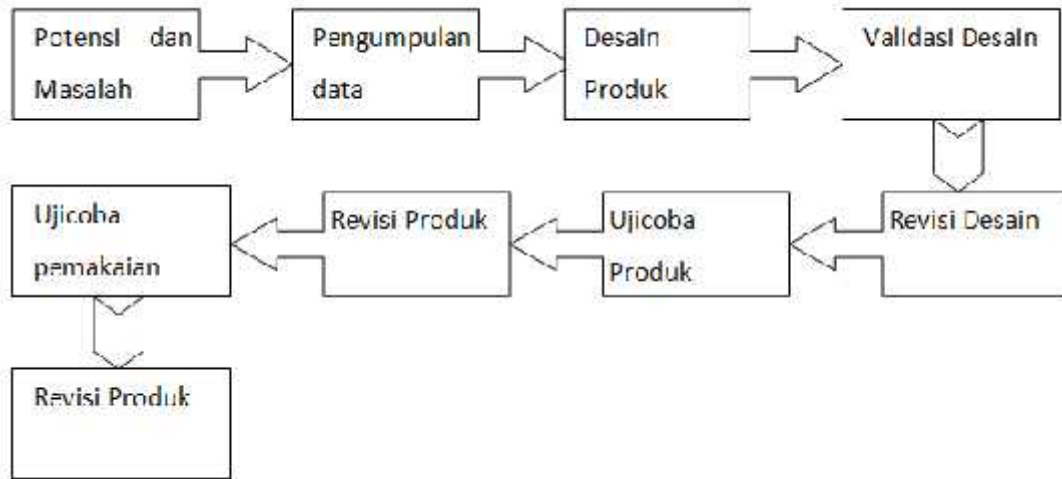 Potensi dan
Masalah
Pengumpulan
data
Desain
Produk
Validasi Desain
Revisi Desain
Ujicoba
Produk
Revisi Produk
Ujicoba
pemakaian
Revisi Produk